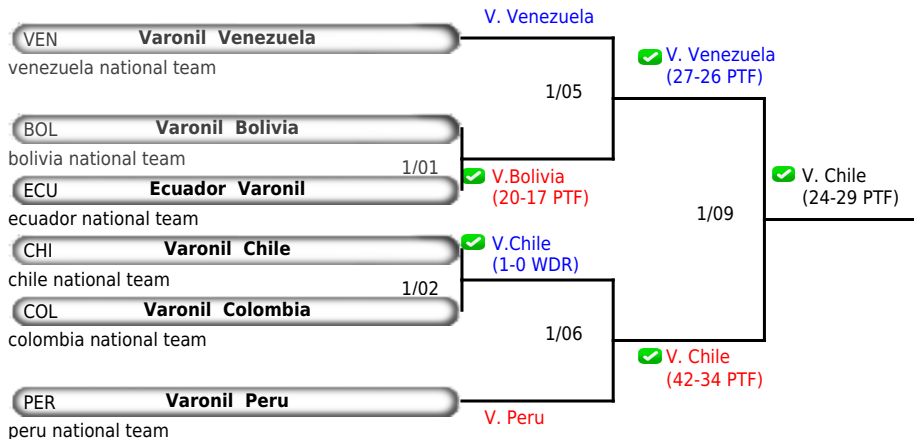 V. Venezuela
VEN Varonil Venezuela
venezuela national team
V. Venezuela
(27-26 PTF)
1/05
BOL Varonil Bolivia
bolivia national team
1/01
V.Bolivia
(20-17 PTF)
ECU Ecuador Varonil
ecuador national team
V. Chile
(24-29 PTF)
1/09
CHI Varonil Chile
chile national team
V.Chile
(1-0 WDR)
1/02
COL Varonil Colombia
colombia national team
1/06
V. Chile
(42-34 PTF)
PER Varonil Peru
peru national team
V. Peru